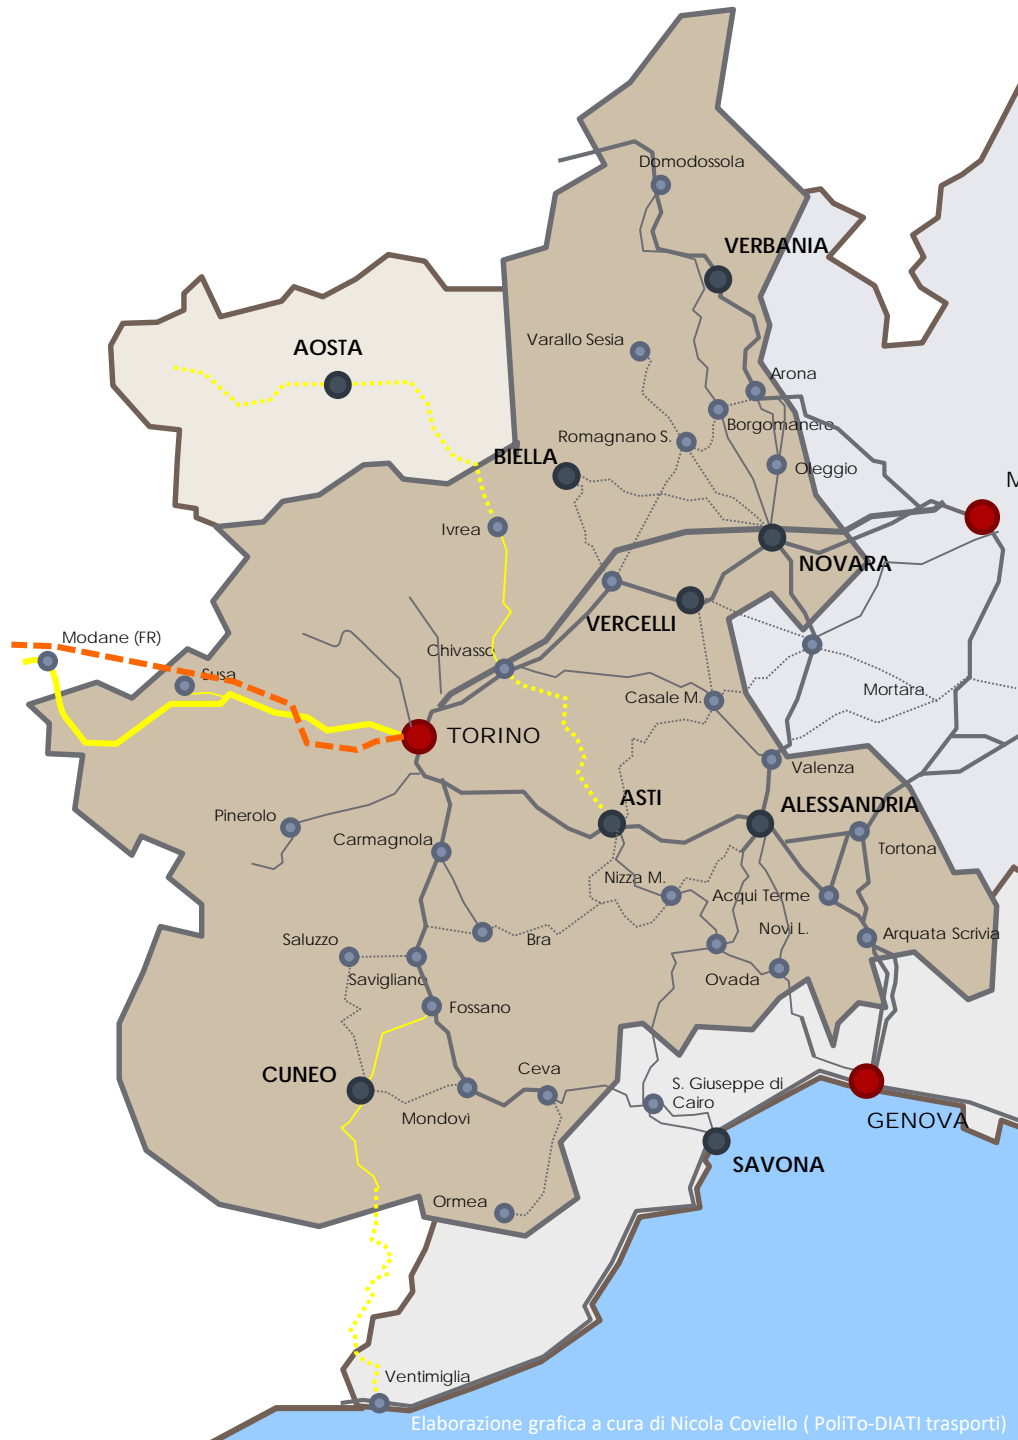 Domodossola
VERBANIA
Varallo Sesia
AOSTA
Arona
Borgomanero
Romagnano S.
BIELLA
Oleggio
M
Ivrea
NOVARA
VERCELLI
Modane (FR)
Chivasso
Susa
Mortara
Casale M.
TORINO
Valenza
ASTI
ALESSANDRIA
Pinerolo
Carmagnola
Tortona
Nizza M.
Acqui Terme
Novi L.
Arquata Scrivia
Saluzzo
Bra
Savigliano
Ovada
Fossano
Ceva
CUNEO
S. Giuseppe di
Cairo
Mondovì
GENOVA
SAVONA
Ormea
Ventimiglia
Elaborazione grafica a cura di Nicola Coviello ( PoliTo-DIATI trasporti)